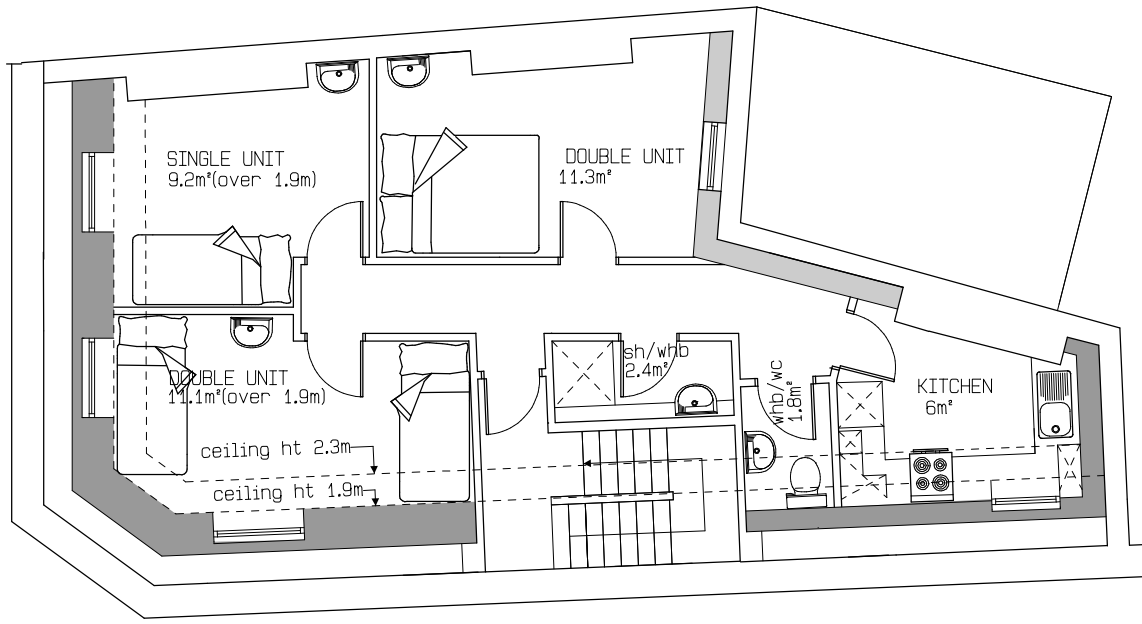 SINGLE UNIT
9.2m²(over 1.9m)
DOUBLE UNIT
11.3m²
sh/whb
2.4m²
DOUBLE UNIT
11.1m²(over 1.9m)
whb/wc
1.8m²
KITCHEN
6m²
ceiling ht 2.3m
ceiling ht 1.9m